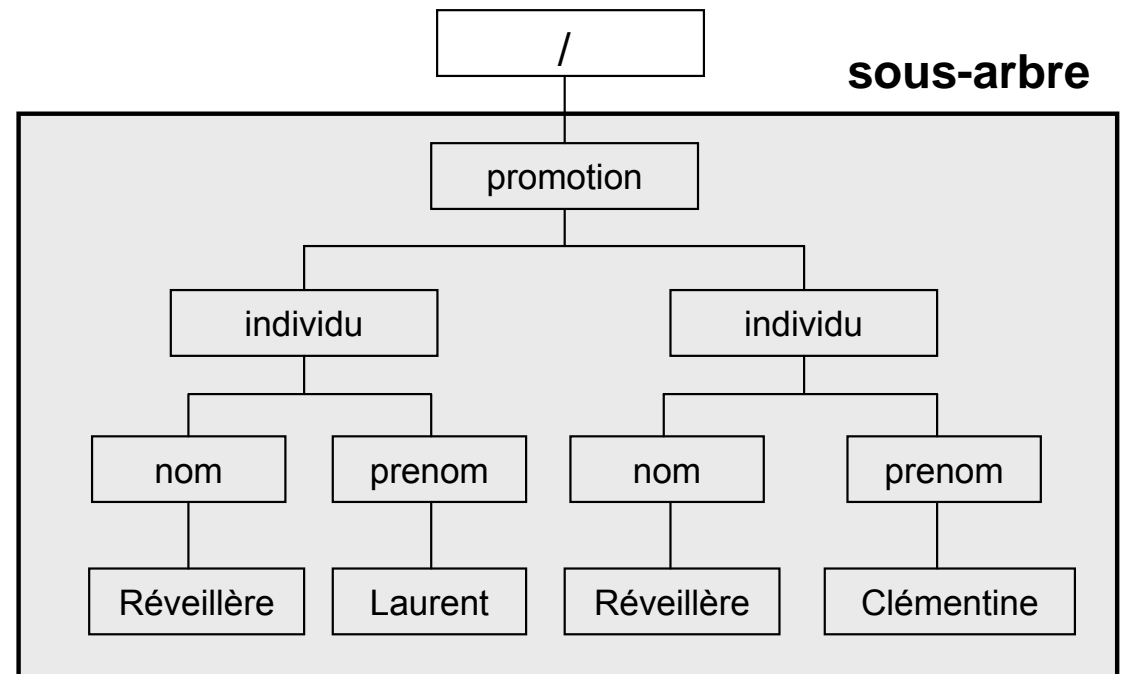 /
sous-arbre
promotion
individu individu
nom prenom nom prenom
Réveillère Laurent Réveillère Clémentine